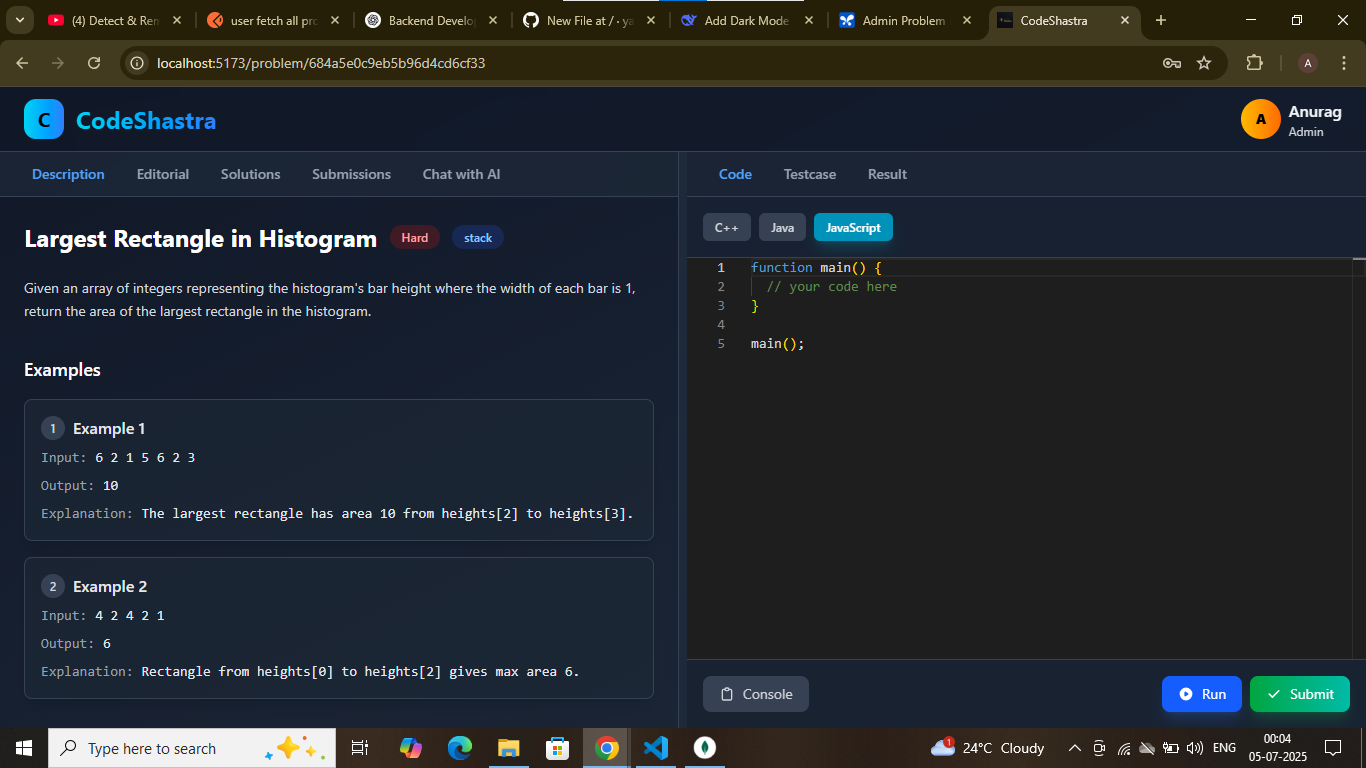 (4) Detect & Ren
user fetch all pro
Backend Develo
New File at / · ya
Add Dark Mode
Admin Problem
CodeShastra
localhost:5173/problem/684a5e0c9eb5b96d4cd6cf33
A
C CodeShastra
A
Anurag
Admin
Description Editorial Solutions Submissions Chat with AI
Code Testcase Result
Largest Rectangle in Histogram Hard stack
Given an array of integers representing the histogram's bar height where the width of each bar is 1,
return the area of the largest rectangle in the histogram.
Examples
1 Example 1
Input: 6 2 1 5 6 2 3
Output: 10
Explanation: The largest rectangle has area 10 from heights[2] to heights[3].
2 Example 2
Input: 4 2 4 2 1
Output: 6
Explanation: Rectangle from heights[0] to heights[2] gives max area 6.
C++ Java JavaScript
1 function main() {
2 // your code here
3 }
4
5 main();
Console Run Submit
Type here to search
1
24°C Cloudy
ENG
00:04
05-07-2025